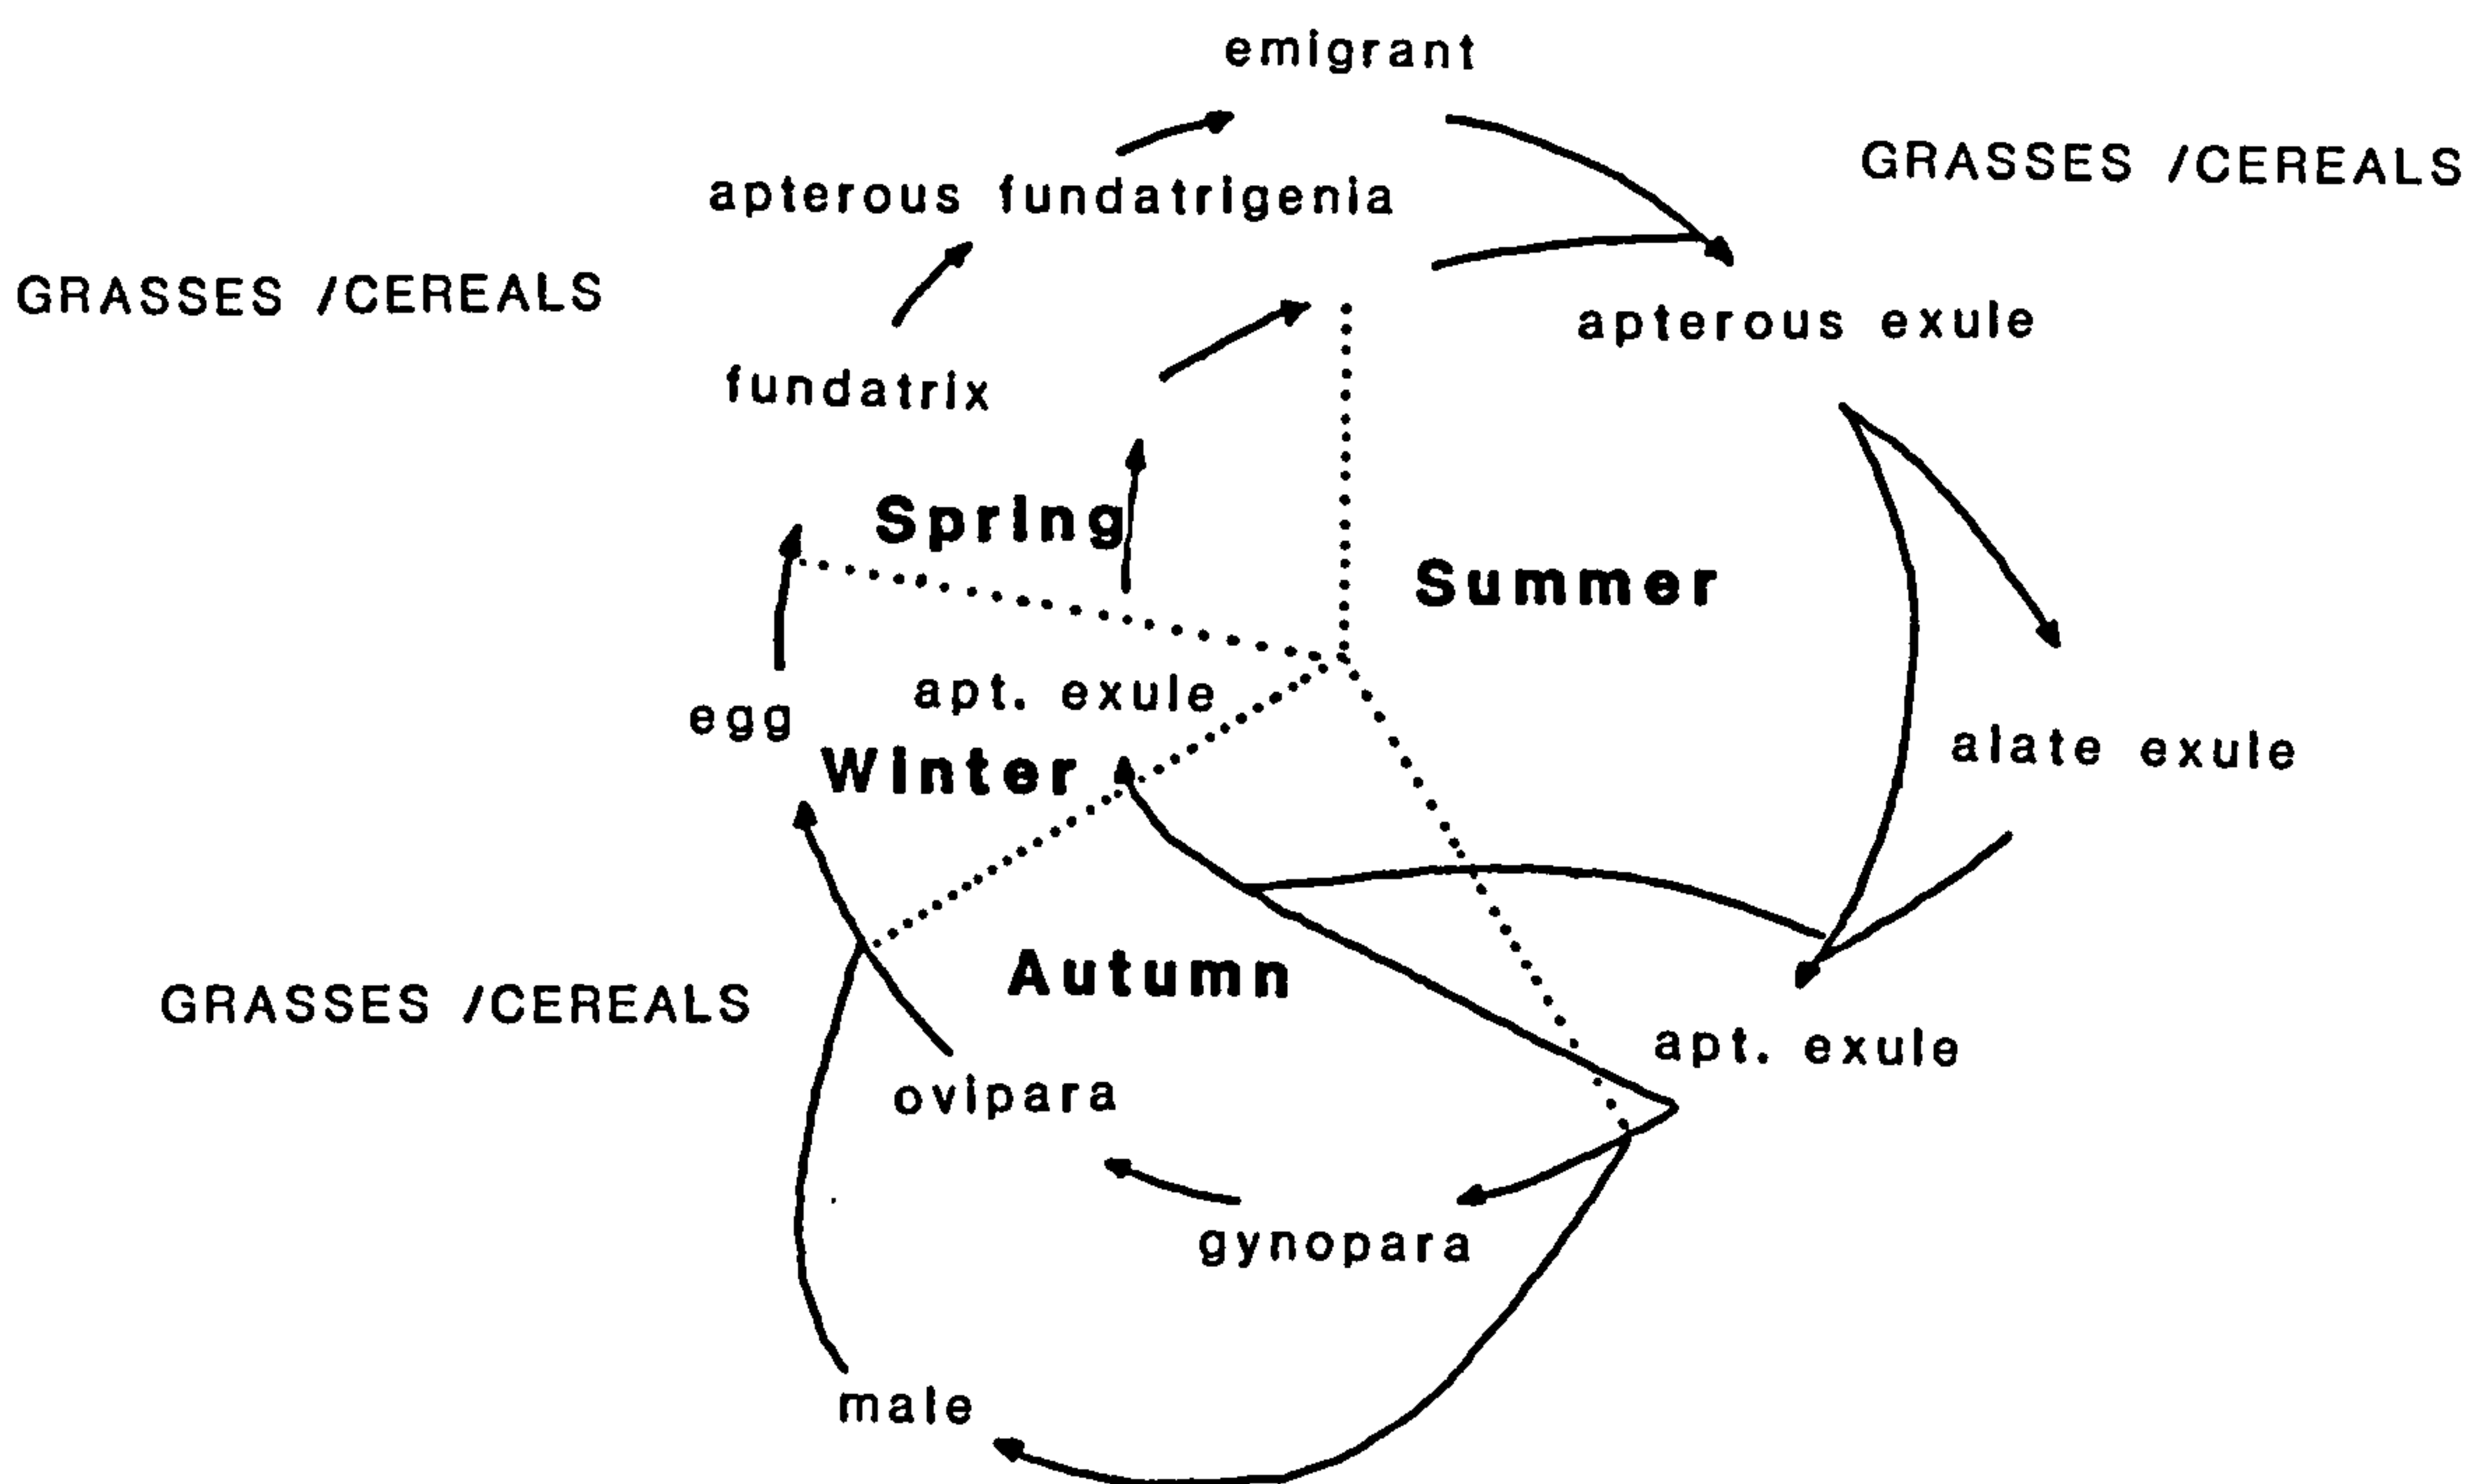 emigrant
GRASSES /CEREALS
apterous fundatrigenia
GRASSES /CEREALS
apterous exule
fundatrix
Spring
Summer
apt. exule
egg
alate exule
Winter
Autumn
GRASSES /CEREALS
apt. exule
ovipara
gynopara
male